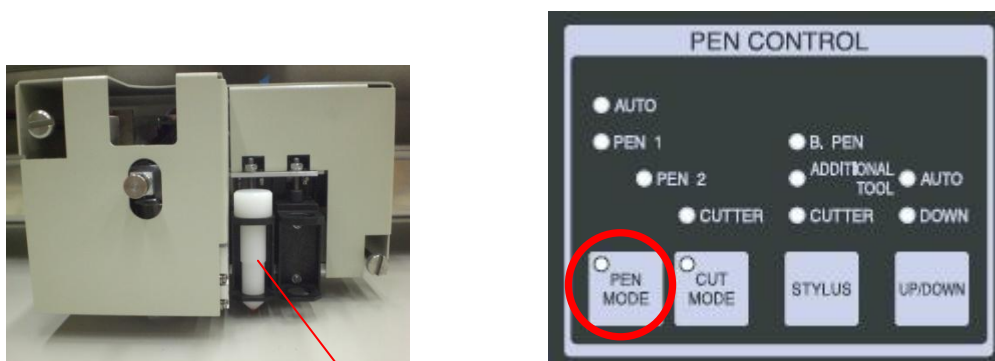 PEN CONTROL
AUTO
PEN 1
B. PEN
PEN 2
ADDITIONAL
TOOL
AUTO
CUTTER
CUTTER
DOWN
PEN
MODE
CUT
MODE
STYLUS
UP/DOWN